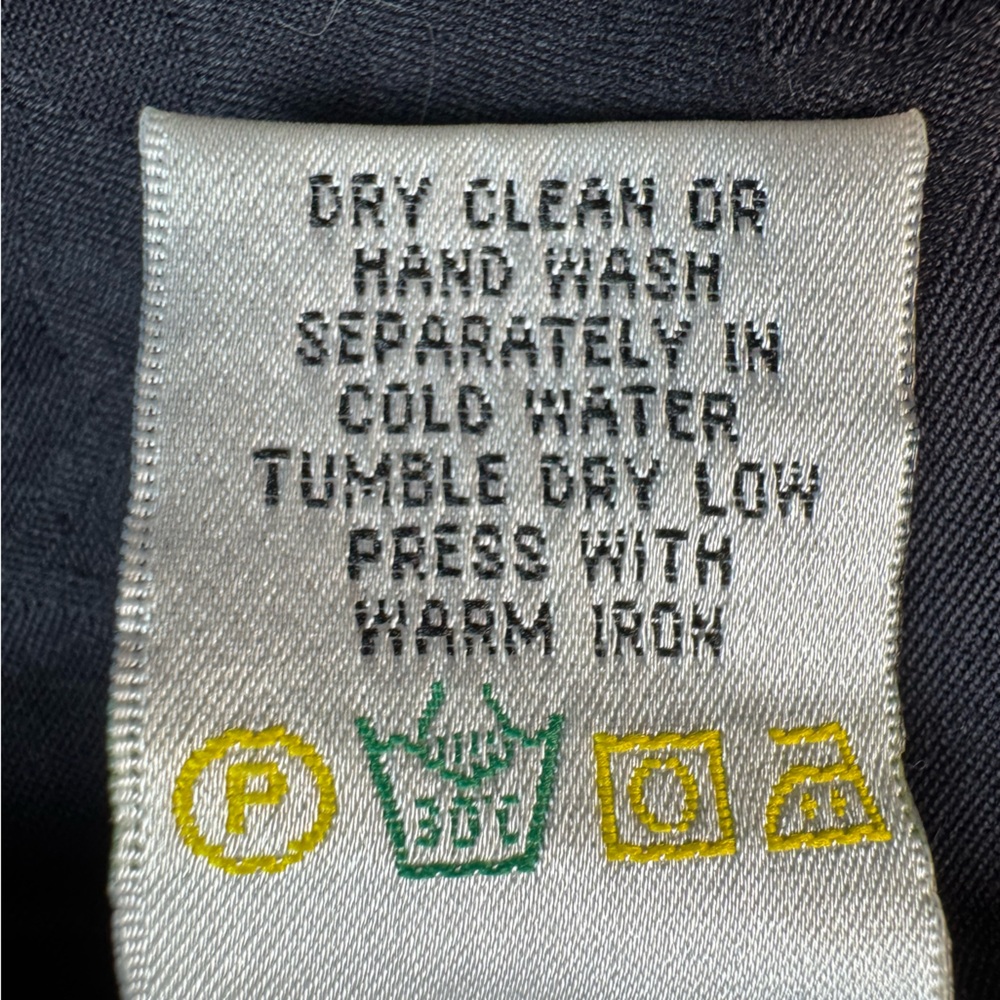 DRY CLEAN OR
HAND WASH
SEPARATELY IN
COLD WATER
TUMBLE DRY LOW
PRESS WITH
WARM IRON
P 30°C